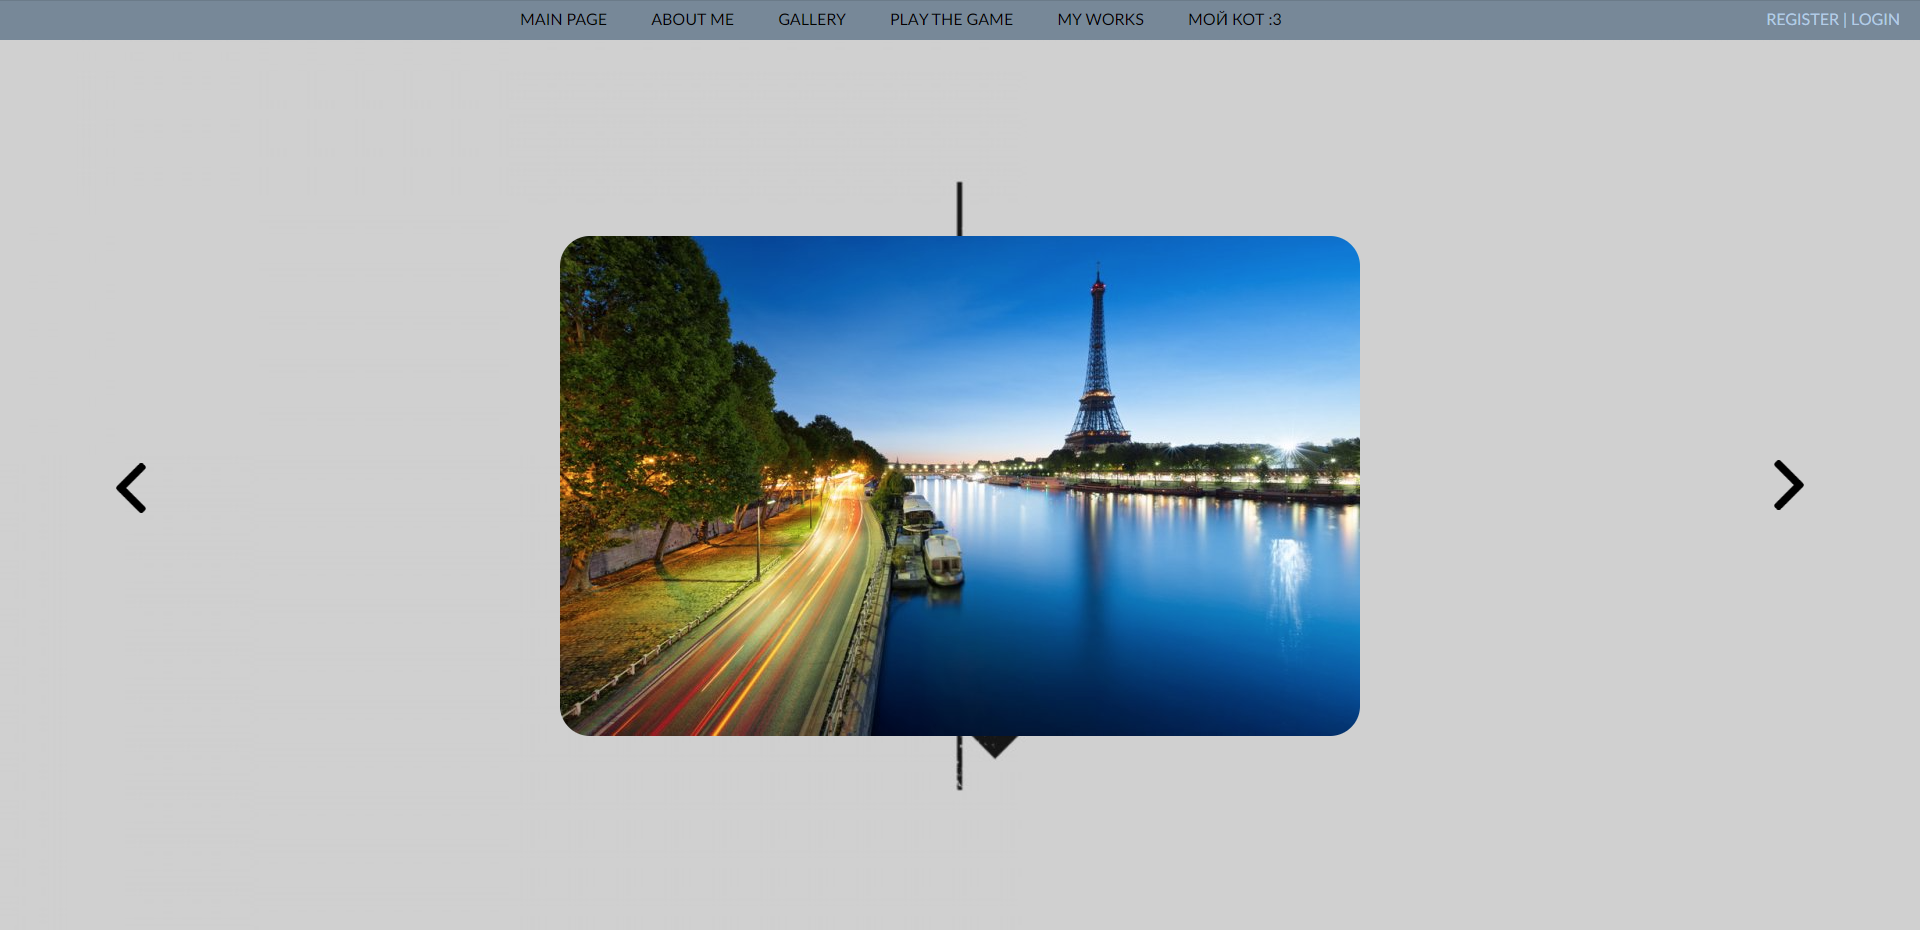 MAIN PAGE ABOUT ME GALLERY PLAY THE GAME MY WORKS МОЙ КОТ :3 REGISTER | LOGIN